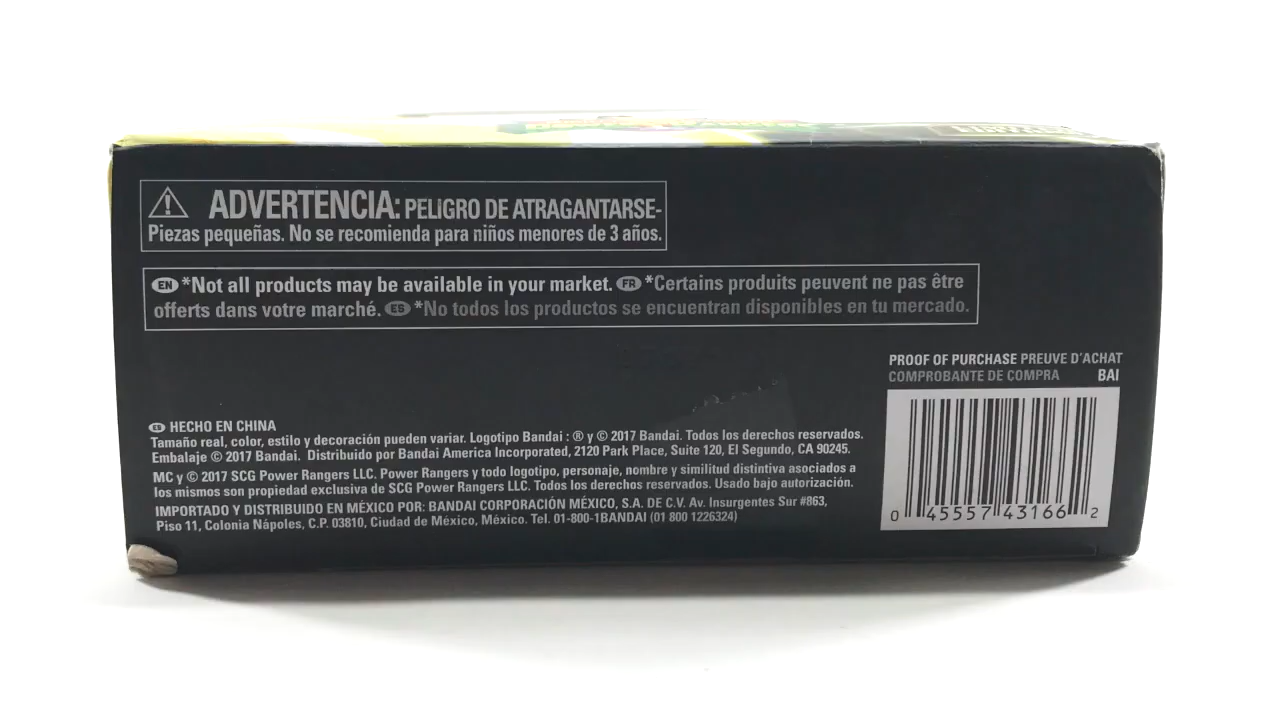 ADVERTENCIA: PELIGRO DE ATRAGANTARSE-
Piezas pequeñas. No se recomienda para niños menores de 3 años.
EN *Not all products may be available in your market. FR *Certains produits peuvent ne pas être
offerts dans votre marché. ES *No todos los productos se encuentran disponibles en tu mercado.
PROOF OF PURCHASE PREUVE D'ACHAT
COMPROBANTE DE COMPRA BAI
ES HECHO EN CHINA
Tamaño real, color, estilo y decoración pueden variar. Logotipo Bandai : ® y © 2017 Bandai. Todos los derechos reservados.
Embalaje © 2017 Bandai. Distribuido por Bandai America Incorporated, 2120 Park Place, Suite 120, El Segundo, CA 90245.
MC y © 2017 SCG Power Rangers LLC. Power Rangers y todo logotipo, personaje, nombre y similitud distintiva asociados a
los mismos son propiedad exclusiva de SCG Power Rangers LLC. Todos los derechos reservados. Usado bajo autorización.
IMPORTADO Y DISTRIBUIDO EN MÉXICO POR: BANDAI CORPORACIÓN MÉXICO, S.A. DE C.V. Av. Insurgentes Sur #863,
Piso 11, Colonia Nápoles, C.P. 03810, Ciudad de México, México. Tel. 01-800-1BANDAI (01 800 1226324)
0 45557 43166 2